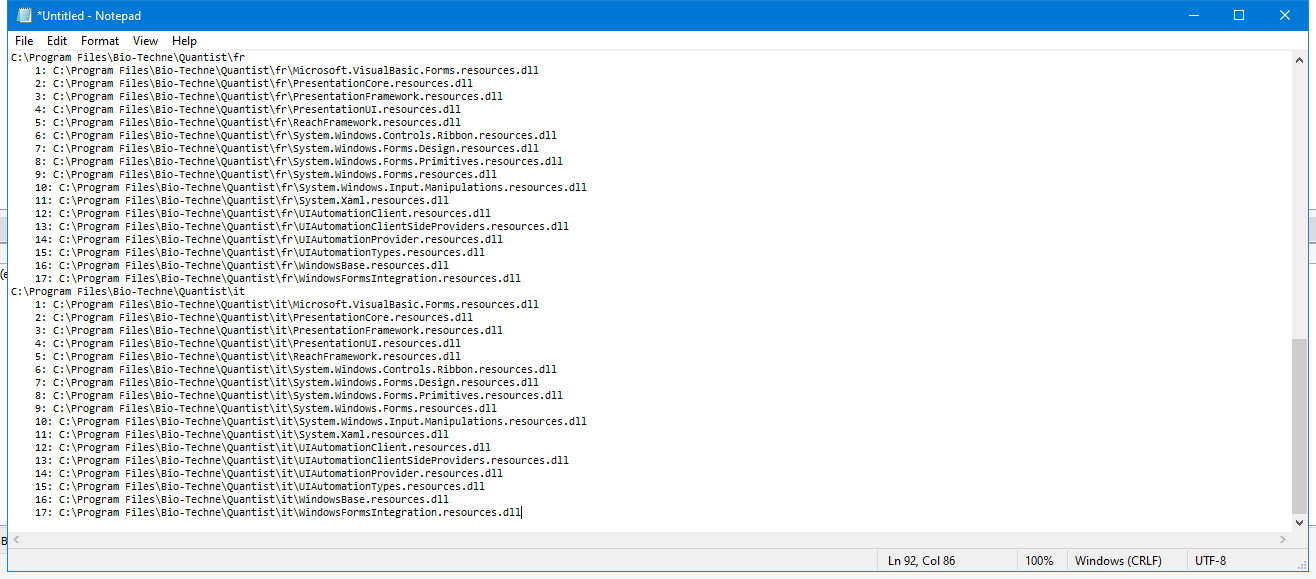 *Untitled - Notepad
File Edit Format View Help
C:\Program Files\Bio-Techne\Quantist\fr
1: C:\Program Files\Bio-Techne\Quantist\fr\Microsoft.VisualBasic.Forms.resources.dll
2: C:\Program Files\Bio-Techne\Quantist\fr\PresentationCore.resources.dll
3: C:\Program Files\Bio-Techne\Quantist\fr\PresentationFramework.resources.dll
4: C:\Program Files\Bio-Techne\Quantist\fr\PresentationUI.resources.dll
5: C:\Program Files\Bio-Techne\Quantist\fr\ReachFramework.resources.dll
6: C:\Program Files\Bio-Techne\Quantist\fr\System.Windows.Controls.Ribbon.resources.dll
7: C:\Program Files\Bio-Techne\Quantist\fr\System.Windows.Forms.Design.resources.dll
8: C:\Program Files\Bio-Techne\Quantist\fr\System.Windows.Forms.Primitives.resources.dll
9: C:\Program Files\Bio-Techne\Quantist\fr\System.Windows.Forms.resources.dll
10: C:\Program Files\Bio-Techne\Quantist\fr\System.Windows.Input.Manipulations.resources.dll
11: C:\Program Files\Bio-Techne\Quantist\fr\System.Xaml.resources.dll
12: C:\Program Files\Bio-Techne\Quantist\fr\UIAutomationClient.resources.dll
13: C:\Program Files\Bio-Techne\Quantist\fr\UIAutomationClientSideProviders.resources.dll
14: C:\Program Files\Bio-Techne\Quantist\fr\UIAutomationProvider.resources.dll
15: C:\Program Files\Bio-Techne\Quantist\fr\UIAutomationTypes.resources.dll
16: C:\Program Files\Bio-Techne\Quantist\fr\WindowsBase.resources.dll
17: C:\Program Files\Bio-Techne\Quantist\fr\WindowsFormsIntegration.resources.dll
C:\Program Files\Bio-Techne\Quantist\it
1: C:\Program Files\Bio-Techne\Quantist\it\Microsoft.VisualBasic.Forms.resources.dll
2: C:\Program Files\Bio-Techne\Quantist\it\PresentationCore.resources.dll
3: C:\Program Files\Bio-Techne\Quantist\it\PresentationFramework.resources.dll
4: C:\Program Files\Bio-Techne\Quantist\it\PresentationUI.resources.dll
5: C:\Program Files\Bio-Techne\Quantist\it\ReachFramework.resources.dll
6: C:\Program Files\Bio-Techne\Quantist\it\System.Windows.Controls.Ribbon.resources.dll
7: C:\Program Files\Bio-Techne\Quantist\it\System.Windows.Forms.Design.resources.dll
8: C:\Program Files\Bio-Techne\Quantist\it\System.Windows.Forms.Primitives.resources.dll
9: C:\Program Files\Bio-Techne\Quantist\it\System.Windows.Forms.resources.dll
10: C:\Program Files\Bio-Techne\Quantist\it\System.Windows.Input.Manipulations.resources.dll
11: C:\Program Files\Bio-Techne\Quantist\it\System.Xaml.resources.dll
12: C:\Program Files\Bio-Techne\Quantist\it\UIAutomationClient.resources.dll
13: C:\Program Files\Bio-Techne\Quantist\it\UIAutomationClientSideProviders.resources.dll
14: C:\Program Files\Bio-Techne\Quantist\it\UIAutomationProvider.resources.dll
15: C:\Program Files\Bio-Techne\Quantist\it\UIAutomationTypes.resources.dll
16: C:\Program Files\Bio-Techne\Quantist\it\WindowsBase.resources.dll
17: C:\Program Files\Bio-Techne\Quantist\it\WindowsFormsIntegration.resources.dll
Ln 92, Col 86 100% Windows (CRLF) UTF-8